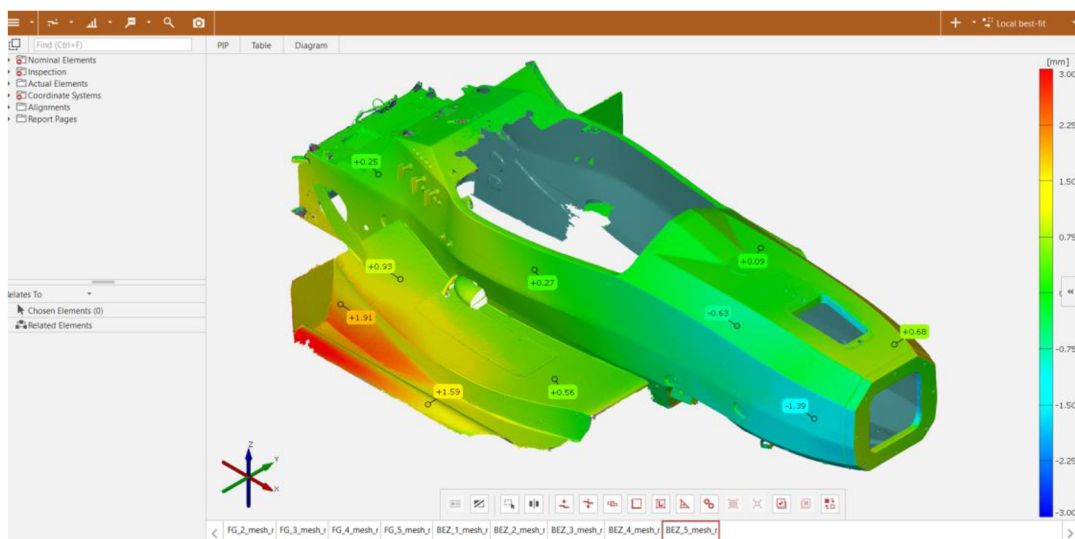 Local best-fit
Find (Ctrl+F)
PIP
Table
Diagram
Nominal Elements
Inspection
Actual Elements
Coordinate Systems
Alignments
Report Pages
[mm]
3.00
2.25
1.50
0.75
-0.75
-1.50
-2.25
-3.00
+0.25
+0.93
+0.27
+0.09
-0.63
+0.68
+1.91
+1.59
+0.56
-1.39
Relates To
Chosen Elements (0)
Related Elements
Z
Y
X
FG_2_mesh_r
FG_3_mesh_r
FG_4_mesh_r
FG_5_mesh_r
BEZ_1_mesh_r
BEZ_2_mesh_r
BEZ_3_mesh_r
BEZ_4_mesh_r
BEZ_5_mesh_r